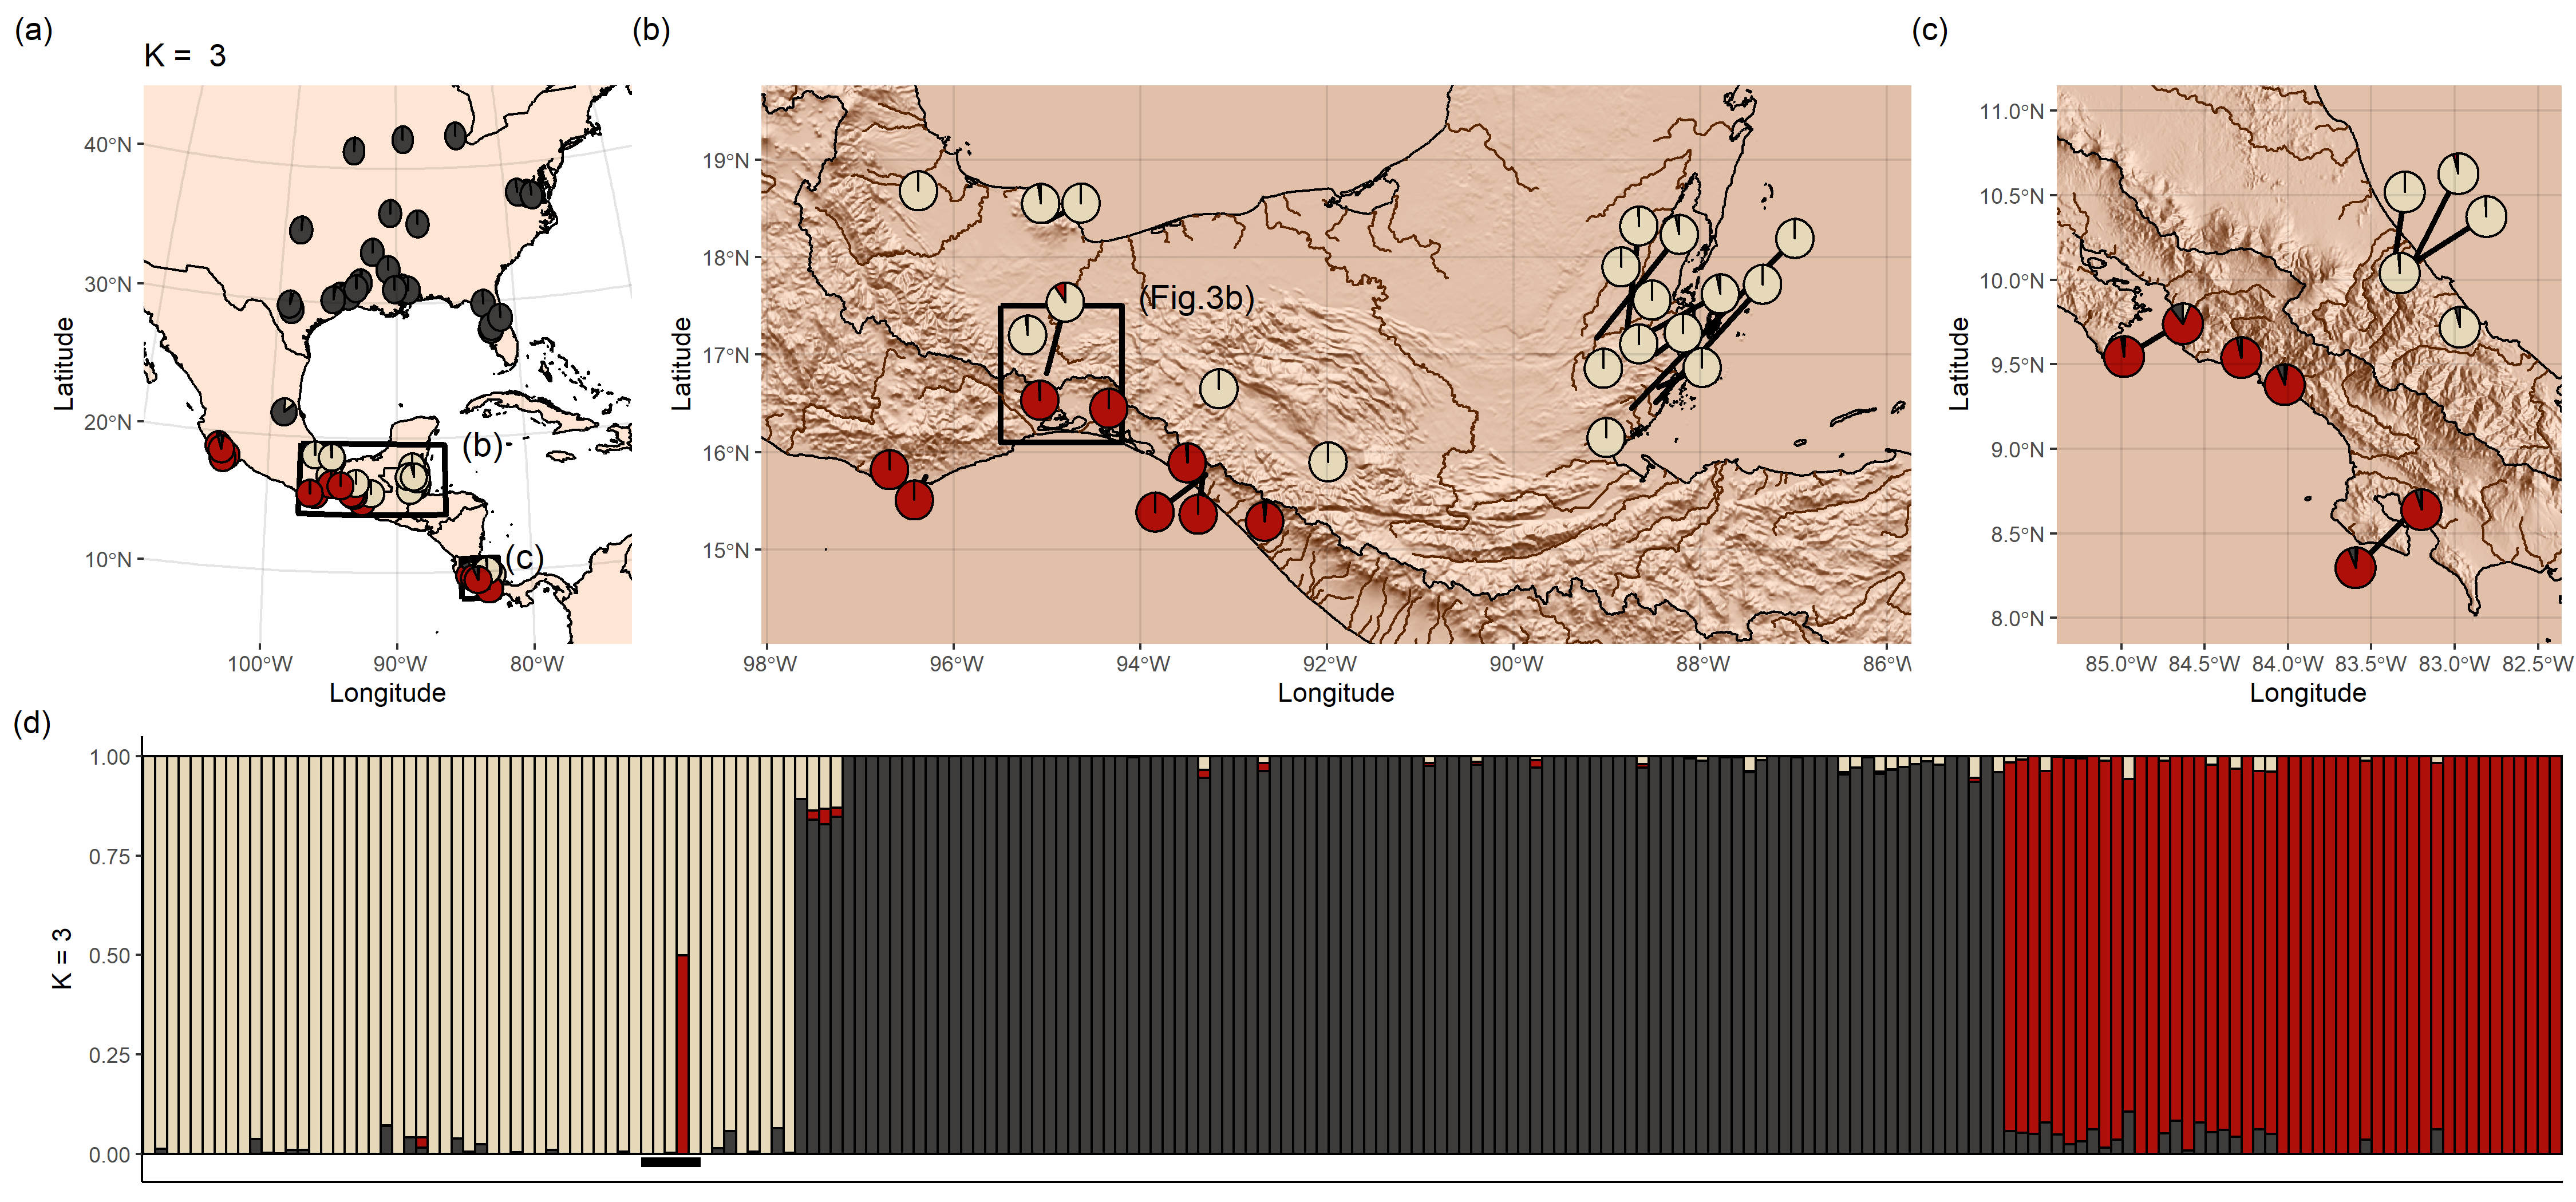 (a)
K = 3
Latitude
40°N
30°N
20°N
10°N
(b)
(c)
100°W 90°W 80°W
Longitude
(b)
Latitude
19°N
18°N
17°N
16°N
15°N
(Fig.3b)
98°W 96°W 94°W 92°W 90°W 88°W 86°W
Longitude
(c)
Latitude
11.0°N
10.5°N
10.0°N
9.5°N
9.0°N
8.5°N
8.0°N
85.0°W 84.5°W 84.0°W 83.5°W 83.0°W 82.5°W
Longitude
(d)
K = 3
1.00
0.75
0.50
0.25
0.00